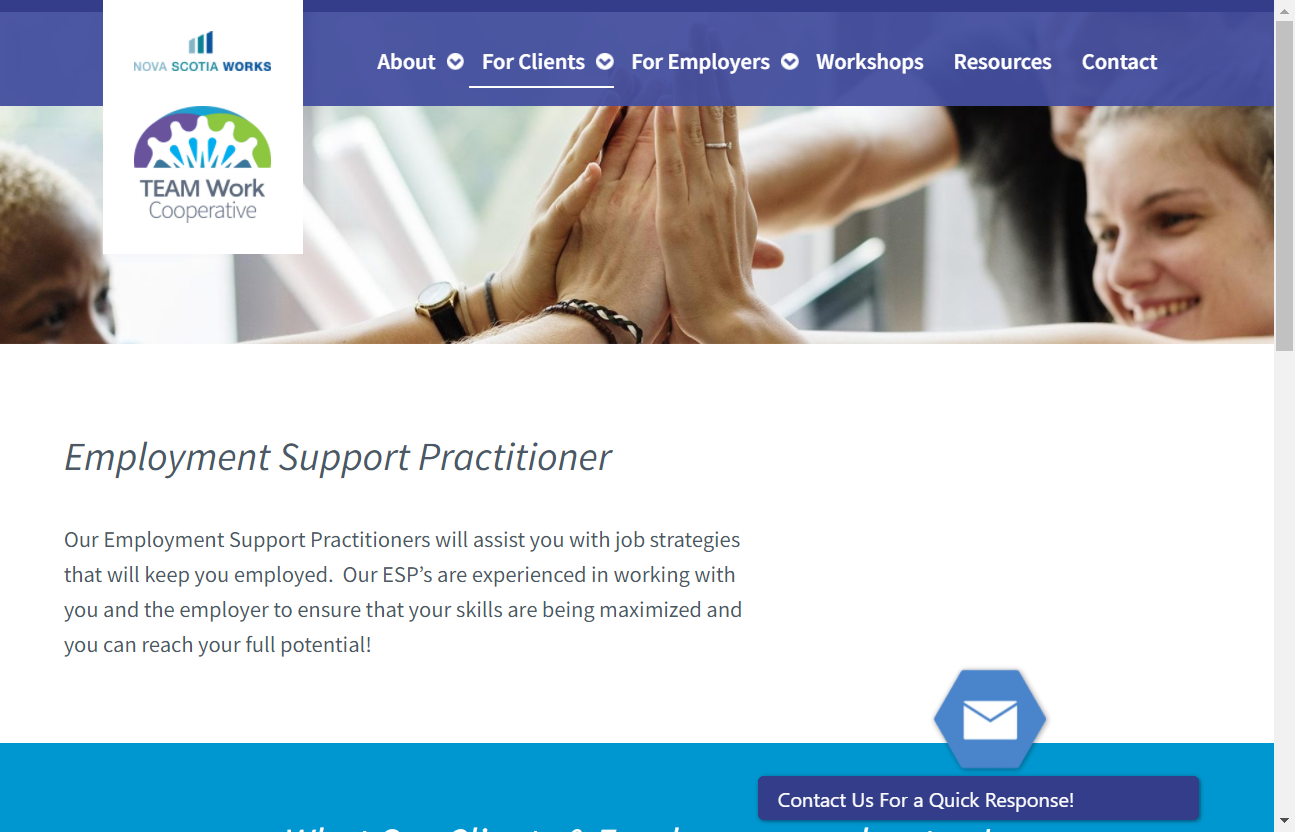 NOVA SCOTIA WORKS
TEAM Work
Cooperative
About
For Clients
For Employers
Workshops
Resources
Contact
Employment Support Practitioner
Our Employment Support Practitioners will assist you with job strategies
that will keep you employed.  Our ESP’s are experienced in working with
you and the employer to ensure that your skills are being maximized and
you can reach your full potential!
Contact Us For a Quick Response!